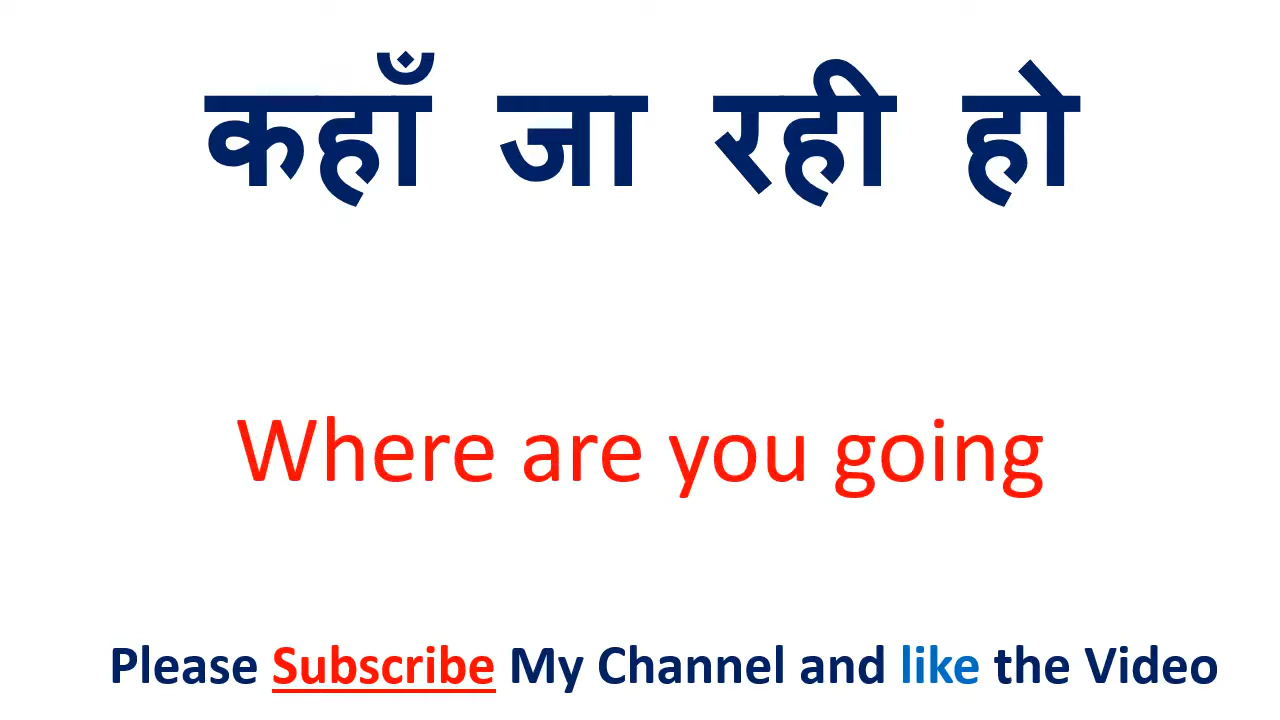 कहाँ जा रही हो
Where are you going
Please Subscribe My Channel and like the Video